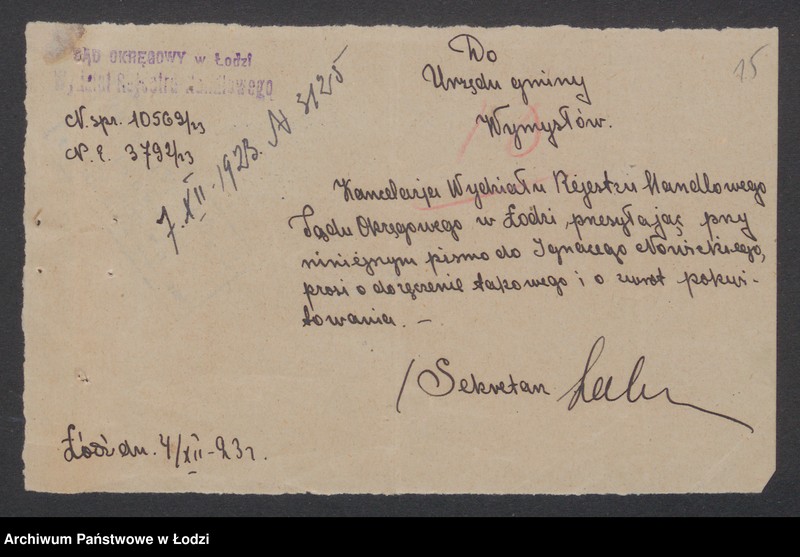 SĄD OKRĘGOWY w Łodzi
Wydział Rejestru Handlowego
N. spr. 10569/23
N. E. 3792/23
7.XII.1923. N 3125
15
Do
Urzędu gminy
Wymysłów.
Kancelarja Wydziału Rejestru Handlowego
Sądu Okręgowego w Łodzi, przesyłając przy
niniejszym pismo do Ignacego Nowickiego,
prosi o doręczenie takowego i o zwrot pokwi-
towania. —
/ Sekretarz
Łódź dn. 4/XII-23 r.
Archiwum Państwowe w Łodzi